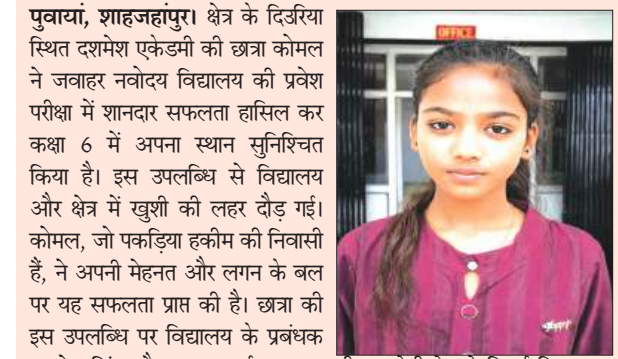 पुवायां, शाहजहांपुर। क्षेत्र के दिउरिया
स्थित दशमेश एकेडमी की छात्रा कोमल
ने जवाहर नवोदय विद्यालय की प्रवेश
परीक्षा में शानदार सफलता हासिल कर
कक्षा 6 में अपना स्थान सुनिश्चित
किया है। इस उपलब्धि से विद्यालय
और क्षेत्र में खुशी की लहर दौड़ गई।
कोमल, जो पकड़िया हकीम की निवासी
हैं, ने अपनी मेहनत और लगन के बल
पर यह सफलता प्राप्त की है। छात्रा की
इस उपलब्धि पर विद्यालय के प्रबंधक
OFFICE